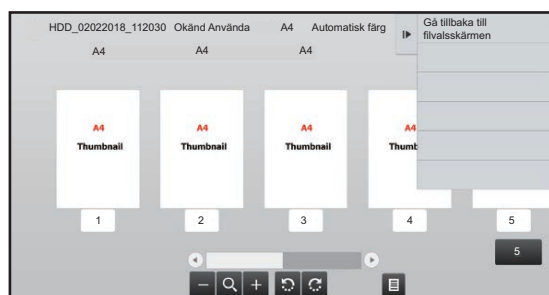 HDD_02022018_112030 Okänd Använda A4 Automatisk färg
Gå tillbaka till
filvalsskärmen
A4 A4 A4
A4 A4 A4 A4
Thumbnail Thumbnail Thumbnail Thumb
1 2 3 4 5
5